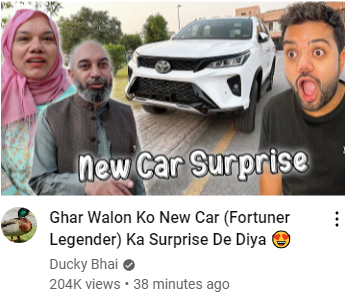 New Car Surprise
Ghar Walon Ko New Car (Fortuner
Legender) Ka Surprise De Diya 😍
Ducky Bhai
204K views • 38 minutes ago